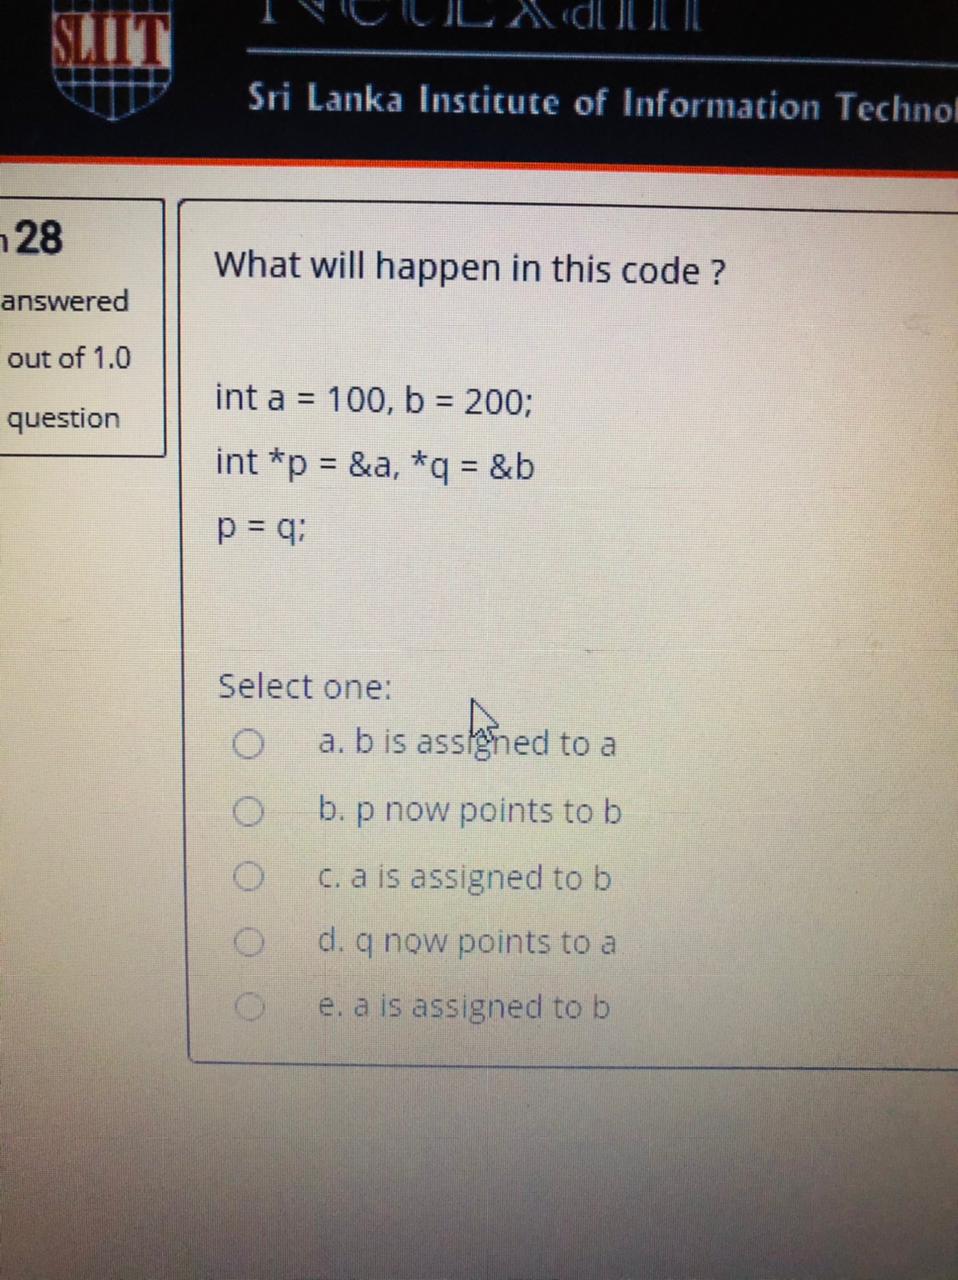 SLIIT
NetExam
Sri Lanka Institute of Information Technol
28
answered
out of 1.0
question
What will happen in this code ?
int a = 100, b = 200;
int *p = &a, *q = &b
p = q;
Select one:
a. b is assigned to a
b. p now points to b
c. a is assigned to b
d. q now points to a
e. a is assigned to b